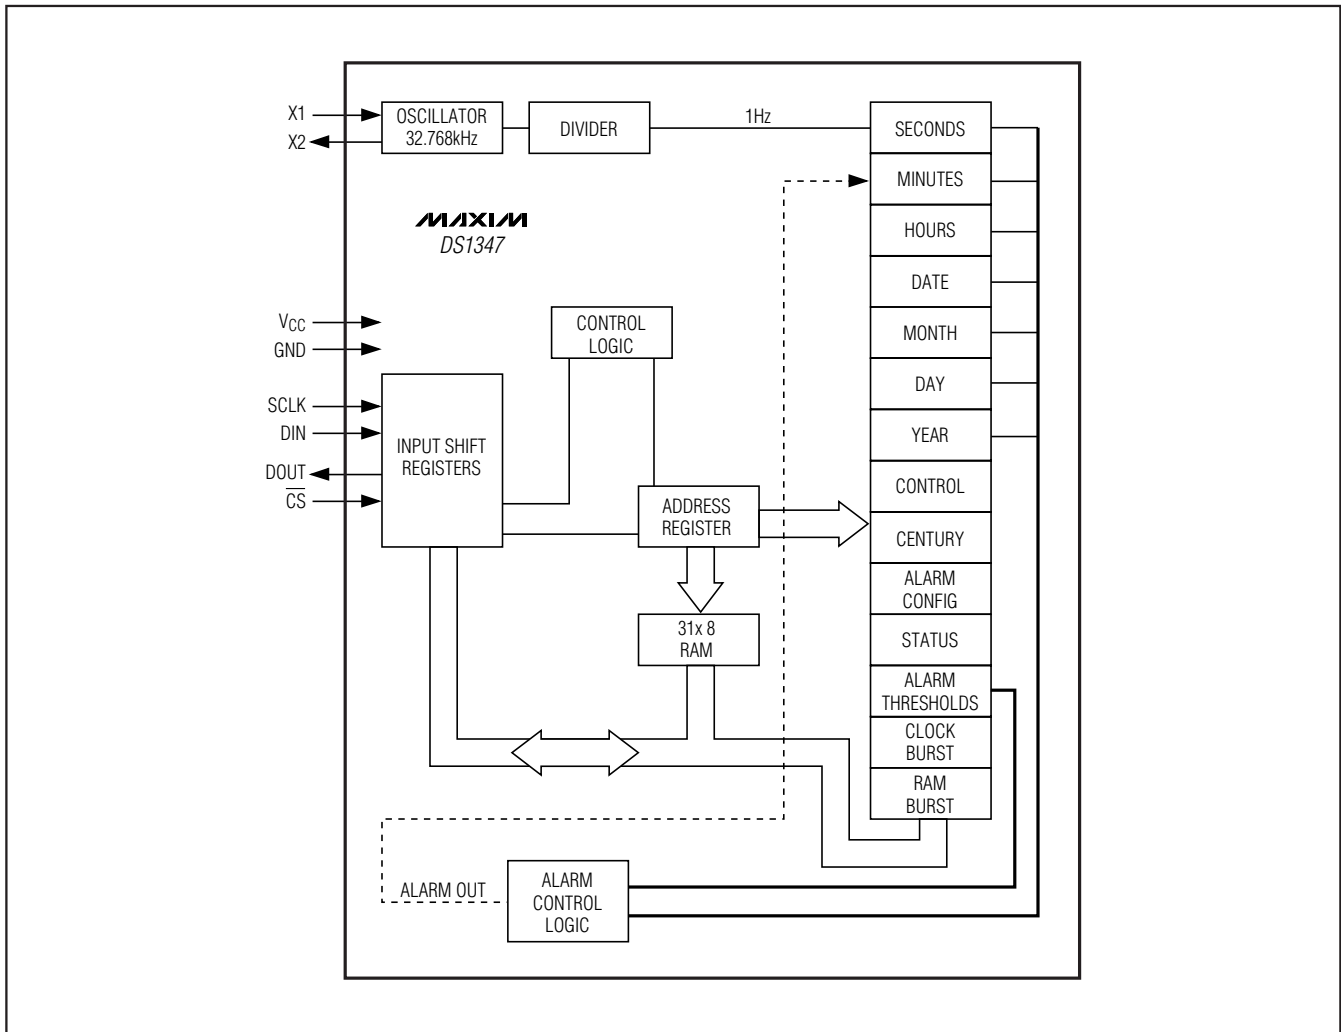 X1
X2
OSCILLATOR
32.768kHz
DIVIDER
1Hz
MAXIM
DS1347
VCC
GND
SCLK
DIN
DOUT
CS
INPUT SHIFT
REGISTERS
CONTROL
LOGIC
ADDRESS
REGISTER
31x 8
RAM
SECONDS
MINUTES
HOURS
DATE
MONTH
DAY
YEAR
CONTROL
CENTURY
ALARM
CONFIG
STATUS
ALARM
THRESHOLDS
CLOCK
BURST
RAM
BURST
ALARM OUT
ALARM
CONTROL
LOGIC